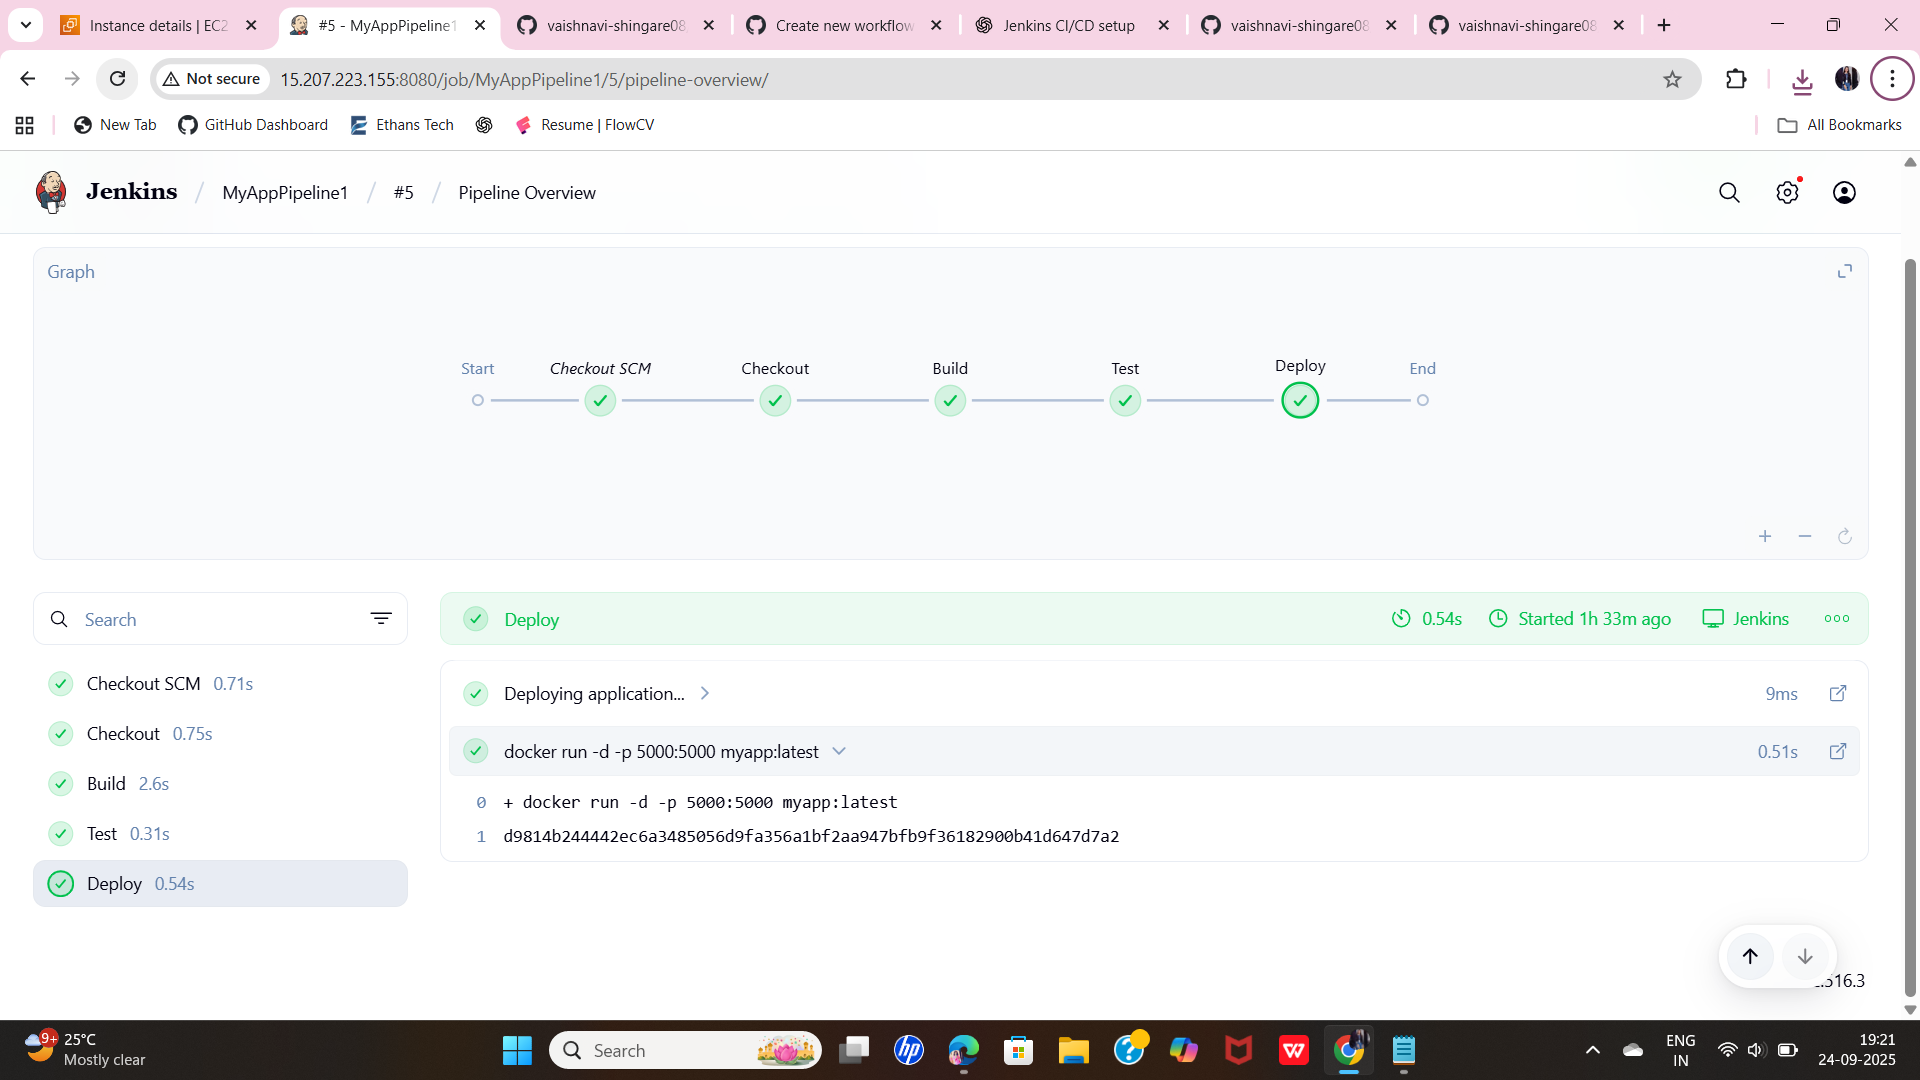 Instance details | EC2
#5 - MyAppPipeline1
vaishnavi-shingare08
Create new workflow
Jenkins CI/CD setup
vaishnavi-shingare08
vaishnavi-shingare08
Not secure
15.207.223.155:8080/job/MyAppPipeline1/5/pipeline-overview/
New Tab
GitHub Dashboard
Ethans Tech
Resume | FlowCV
All Bookmarks
Jenkins / MyAppPipeline1 / #5 / Pipeline Overview
Graph
Start
Checkout SCM
Checkout
Build
Test
Deploy
End
Search
Deploy
0.54s
Started 1h 33m ago
Jenkins
Checkout SCM 0.71s
Checkout 0.75s
Build 2.6s
Test 0.31s
Deploy 0.54s
Deploying application...
9ms
docker run -d -p 5000:5000 myapp:latest
0.51s
0 + docker run -d -p 5000:5000 myapp:latest
1 d9814b244442ec6a3485056d9fa356a1bf2aa947bfb9f36182900b41d647d7a2
.516.3
9+
25°C
Mostly clear
Search
ENG
IN
19:21
24-09-2025